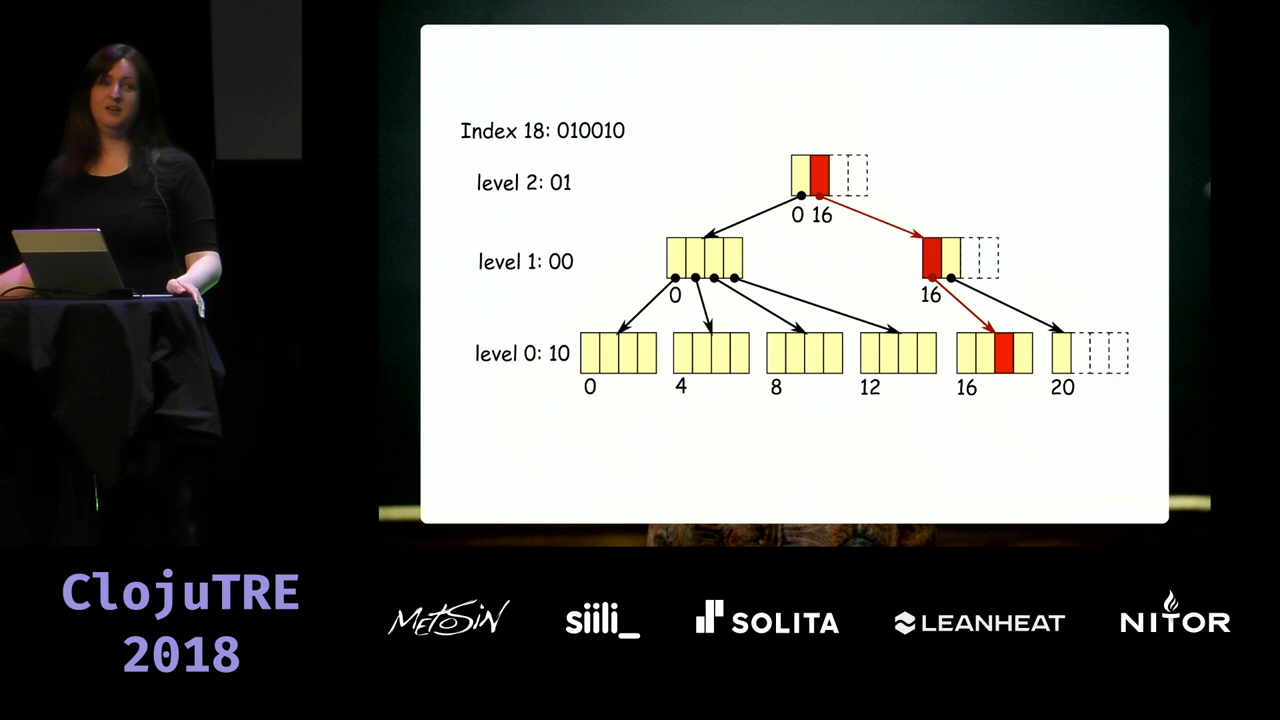 Index 18: 010010
level 2: 01
0 16
level 1: 00
0
16
level 0: 10
0
4
8
12
16
20
ClojuTRE
2018
METOSIN
siili_
SOLITA
LEANHEAT
NITOR